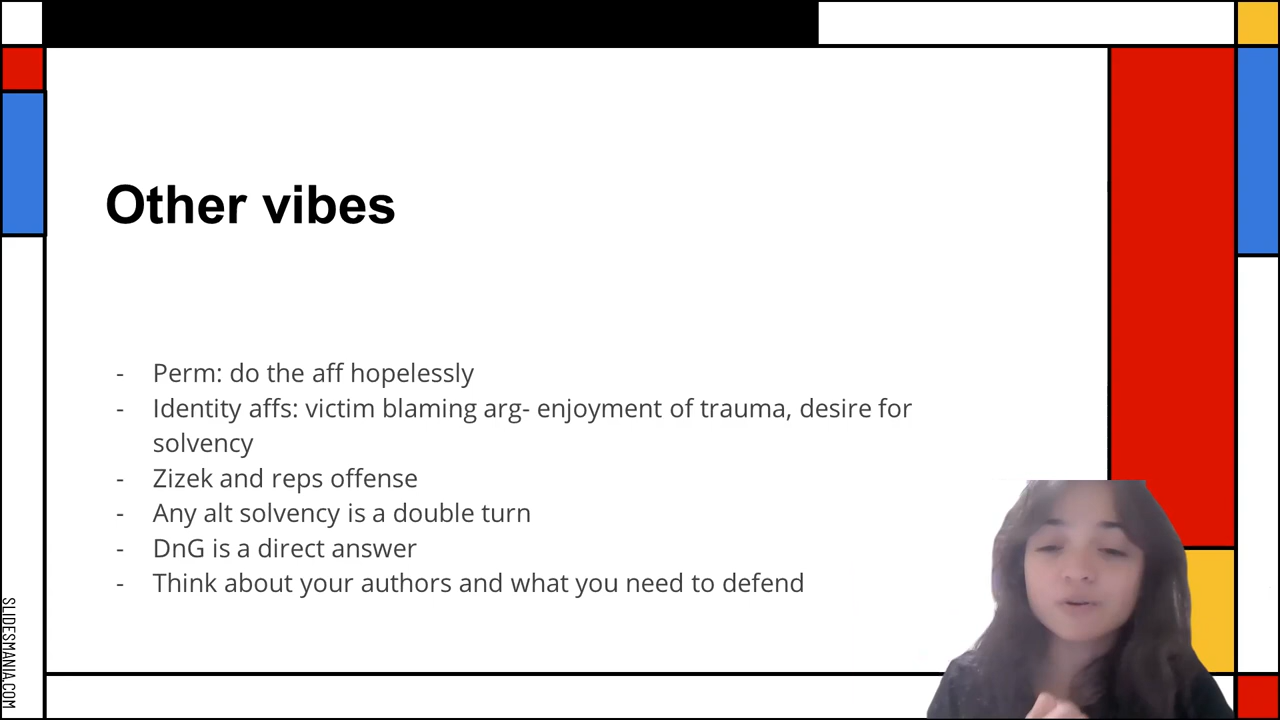 Other vibes
- Perm: do the aff hopelessly
- Identity affs: victim blaming arg- enjoyment of trauma, desire for
solvency
- Zizek and reps offense
- Any alt solvency is a double turn
- DnG is a direct answer
- Think about your authors and what you need to defend
SLIDESMANIA.COM